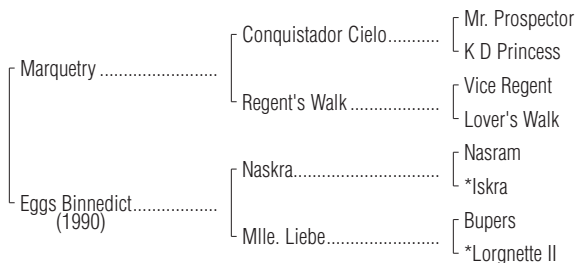 Mr. Prospector
Conquistador Cielo...........
K D Princess
Marquetry .........................
Vice Regent
Regent's Walk ...................
Lover's Walk
Nasram
Naskra..............................
*Iskra
Eggs Binnedict..................
(1990)
Bupers
Mlle. Liebe........................
*Lorgnette II